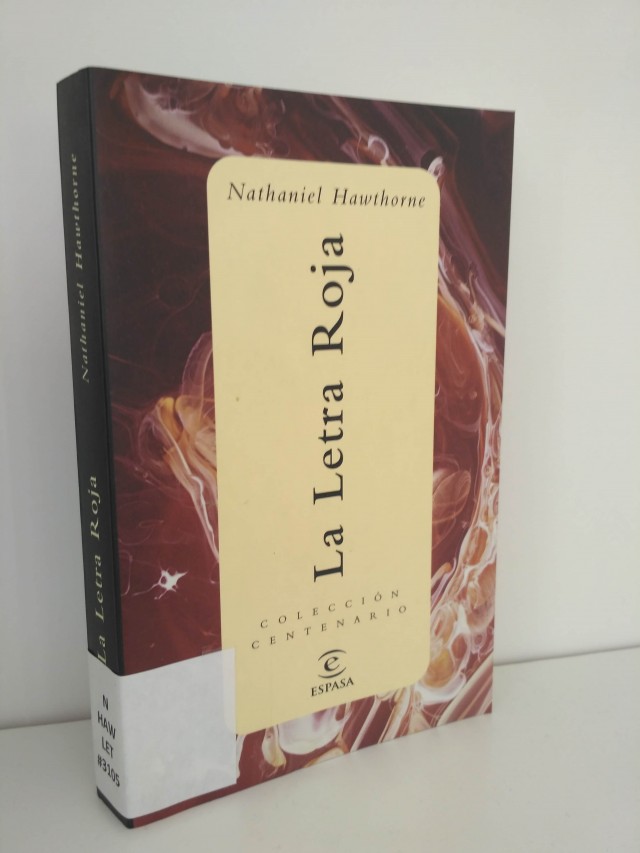 Nathaniel Hawthorne
La Letra Roja
COLECCIÓN
CENTENARIO
e
ESPASA
Nathaniel Hawthorne
La Letra Roja
N
HAW
LET
#3105